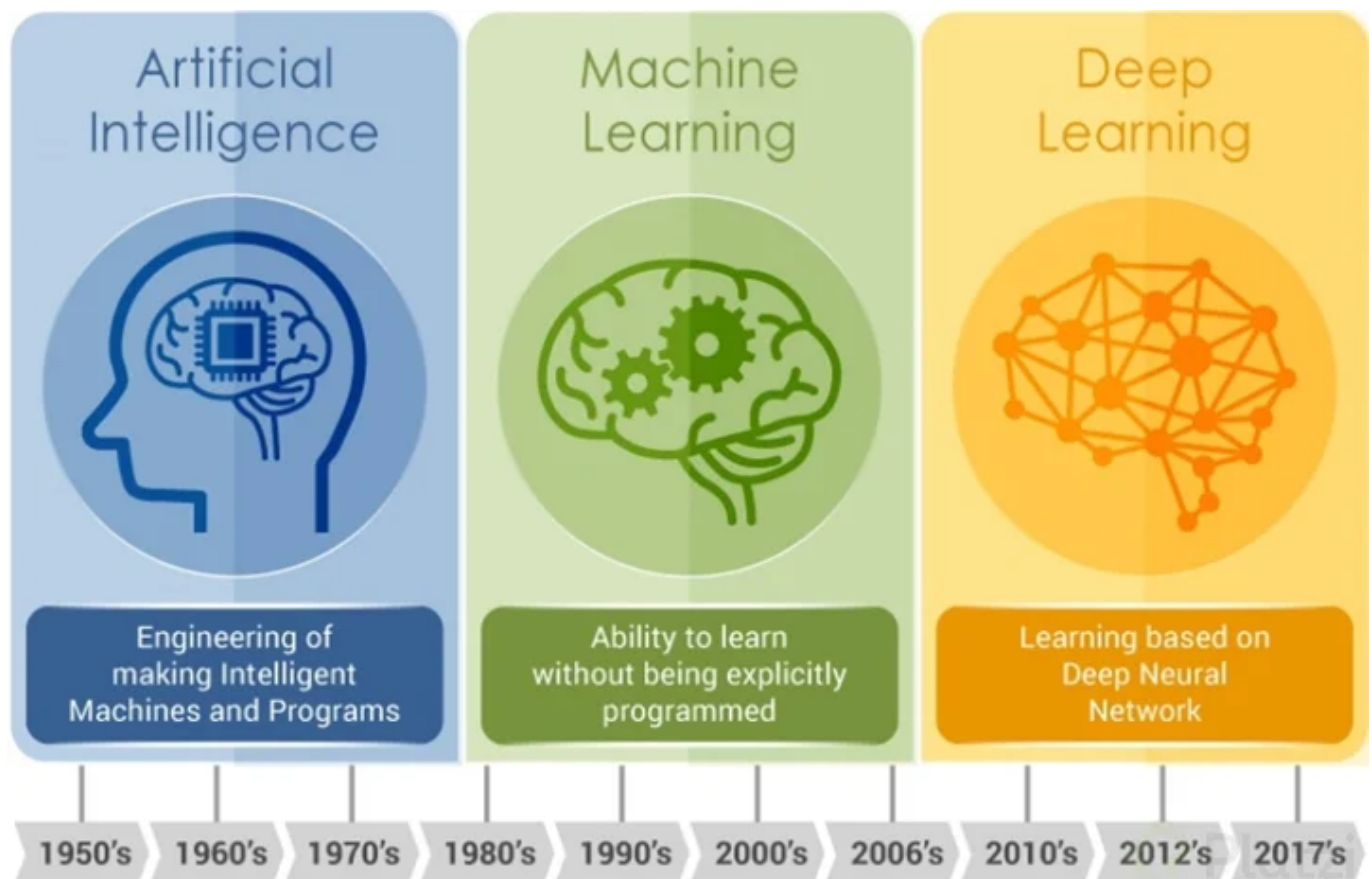 Artificial
Intelligence
Machine
Learning
Deep
Learning
Engineering of
making Intelligent
Machines and Programs
Ability to learn
without being explicitly
programmed
Learning based on
Deep Neural
Network
1950's 1960's 1970's 1980's 1990's 2000's 2006's 2010's 2012's 2017's
Platzi